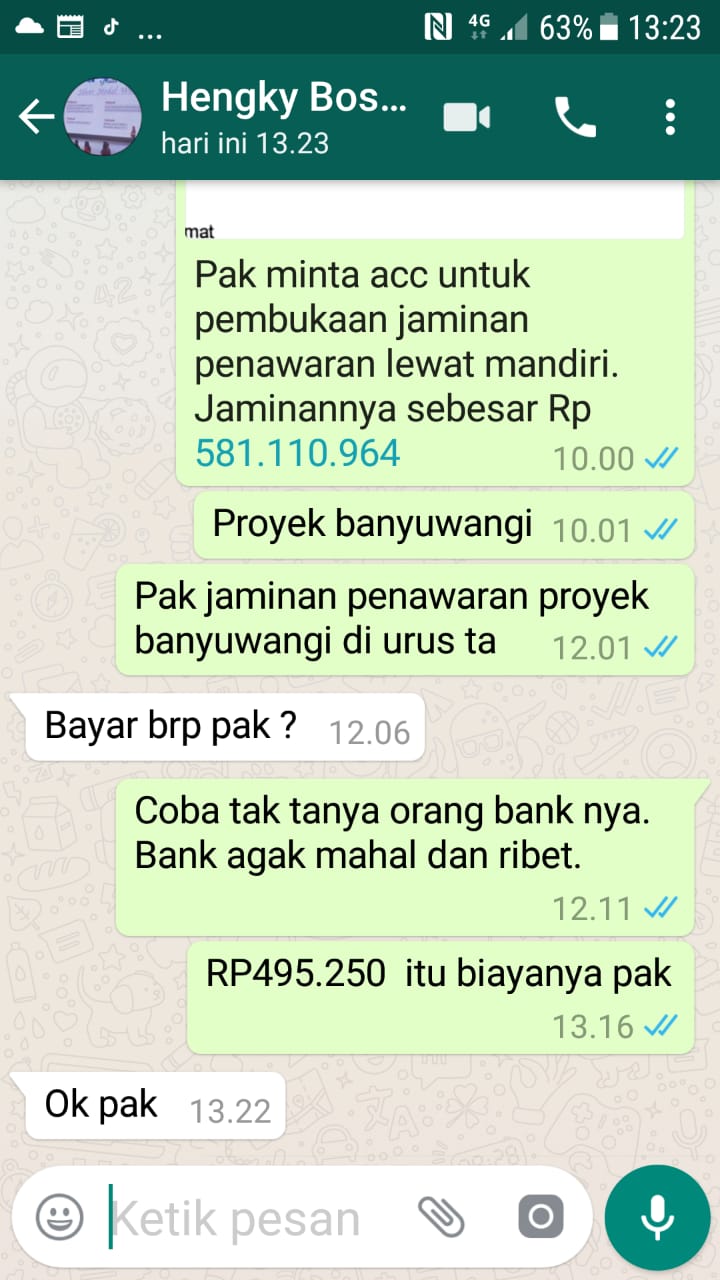 ... 4G 63% 13:23
Hengky Bos...
hari ini 13.23
mat
Pak minta acc untuk
pembukaan jaminan
penawaran lewat mandiri.
Jaminannya sebesar Rp
581.110.964 10.00
Proyek banyuwangi 10.01
Pak jaminan penawaran proyek
banyuwangi di urus ta 12.01
Bayar brp pak ? 12.06
Coba tak tanya orang bank nya.
Bank agak mahal dan ribet.
12.11
RP495.250 itu biayanya pak
13.16
Ok pak 13.22
Ketik pesan